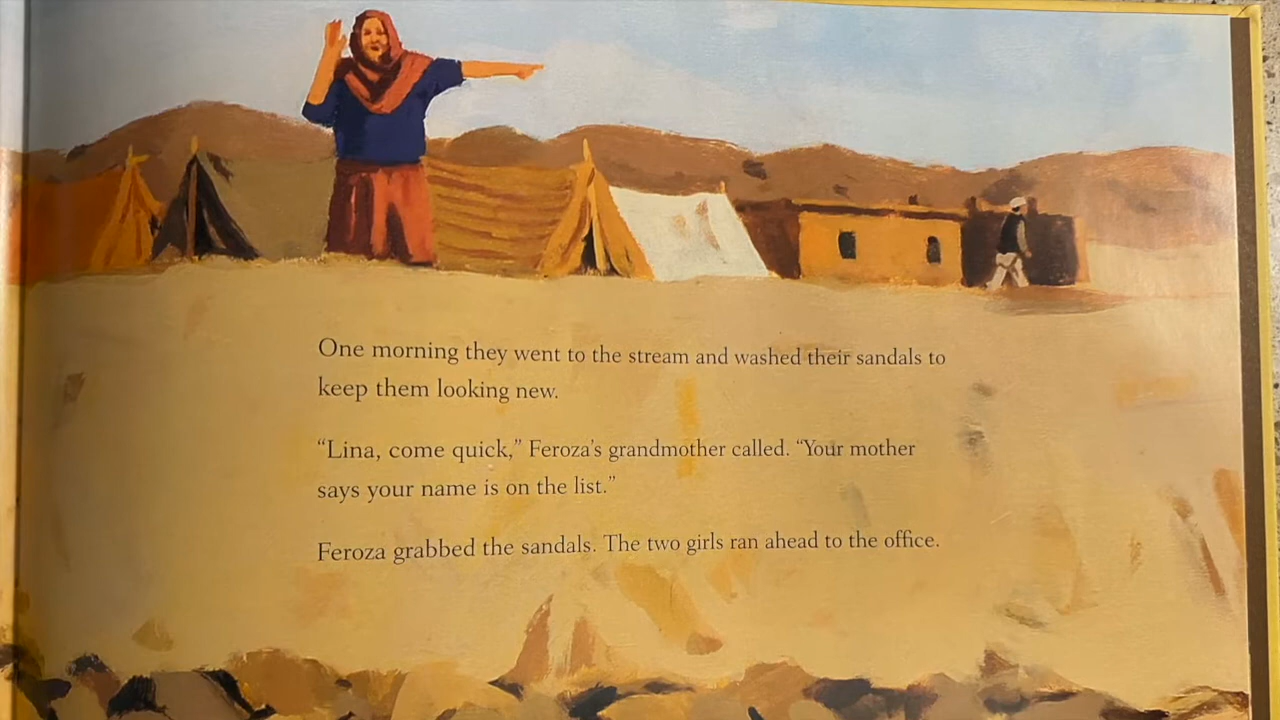 One morning they went to the stream and washed their sandals to
keep them looking new.
“Lina, come quick,” Feroza’s grandmother called. “Your mother
says your name is on the list.”
Feroza grabbed the sandals. The two girls ran ahead to the office.